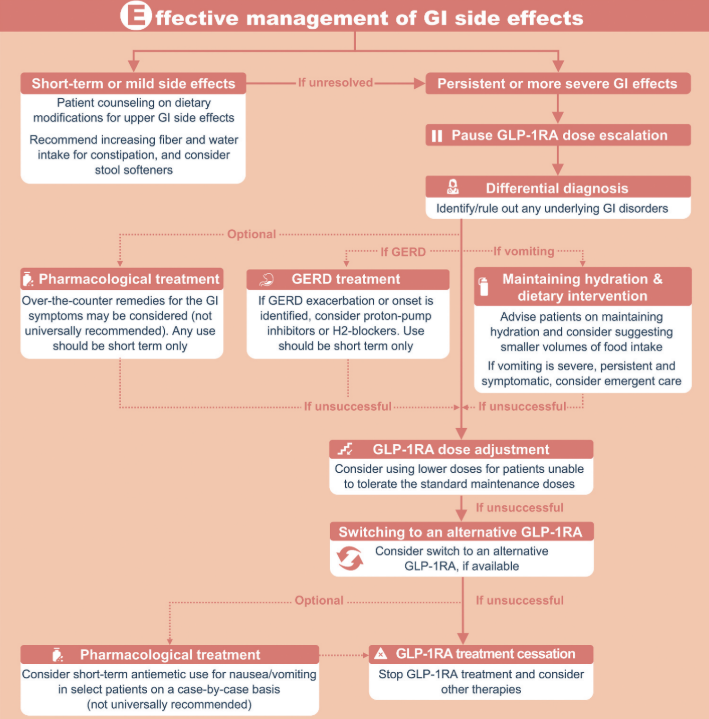 Effective management of GI side effects
Short-term or mild side effects
Patient counseling on dietary
modifications for upper GI side effects
Recommend increasing fiber and water
intake for constipation, and consider
stool softeners
If unresolved
Persistent or more severe GI effects
Pause GLP-1RA dose escalation
Differential diagnosis
Identify/rule out any underlying GI disorders
Optional
If GERD
If vomiting
Pharmacological treatment
Over-the-counter remedies for the GI
symptoms may be considered (not
universally recommended). Any use
should be short term only
GERD treatment
If GERD exacerbation or onset is
identified, consider proton-pump
inhibitors or H2-blockers. Use
should be short term only
Maintaining hydration &
dietary intervention
Advise patients on maintaining
hydration and consider suggesting
smaller volumes of food intake
If vomiting is severe, persistent and
symptomatic, consider emergent care
If unsuccessful
If unsuccessful
GLP-1RA dose adjustment
Consider using lower doses for patients unable
to tolerate the standard maintenance doses
If unsuccessful
Switching to an alternative GLP-1RA
Consider switch to an alternative
GLP-1RA, if available
Optional
If unsuccessful
Pharmacological treatment
Consider short-term antiemetic use for nausea/vomiting
in select patients on a case-by-case basis
(not universally recommended)
GLP-1RA treatment cessation
Stop GLP-1RA treatment and consider
other therapies